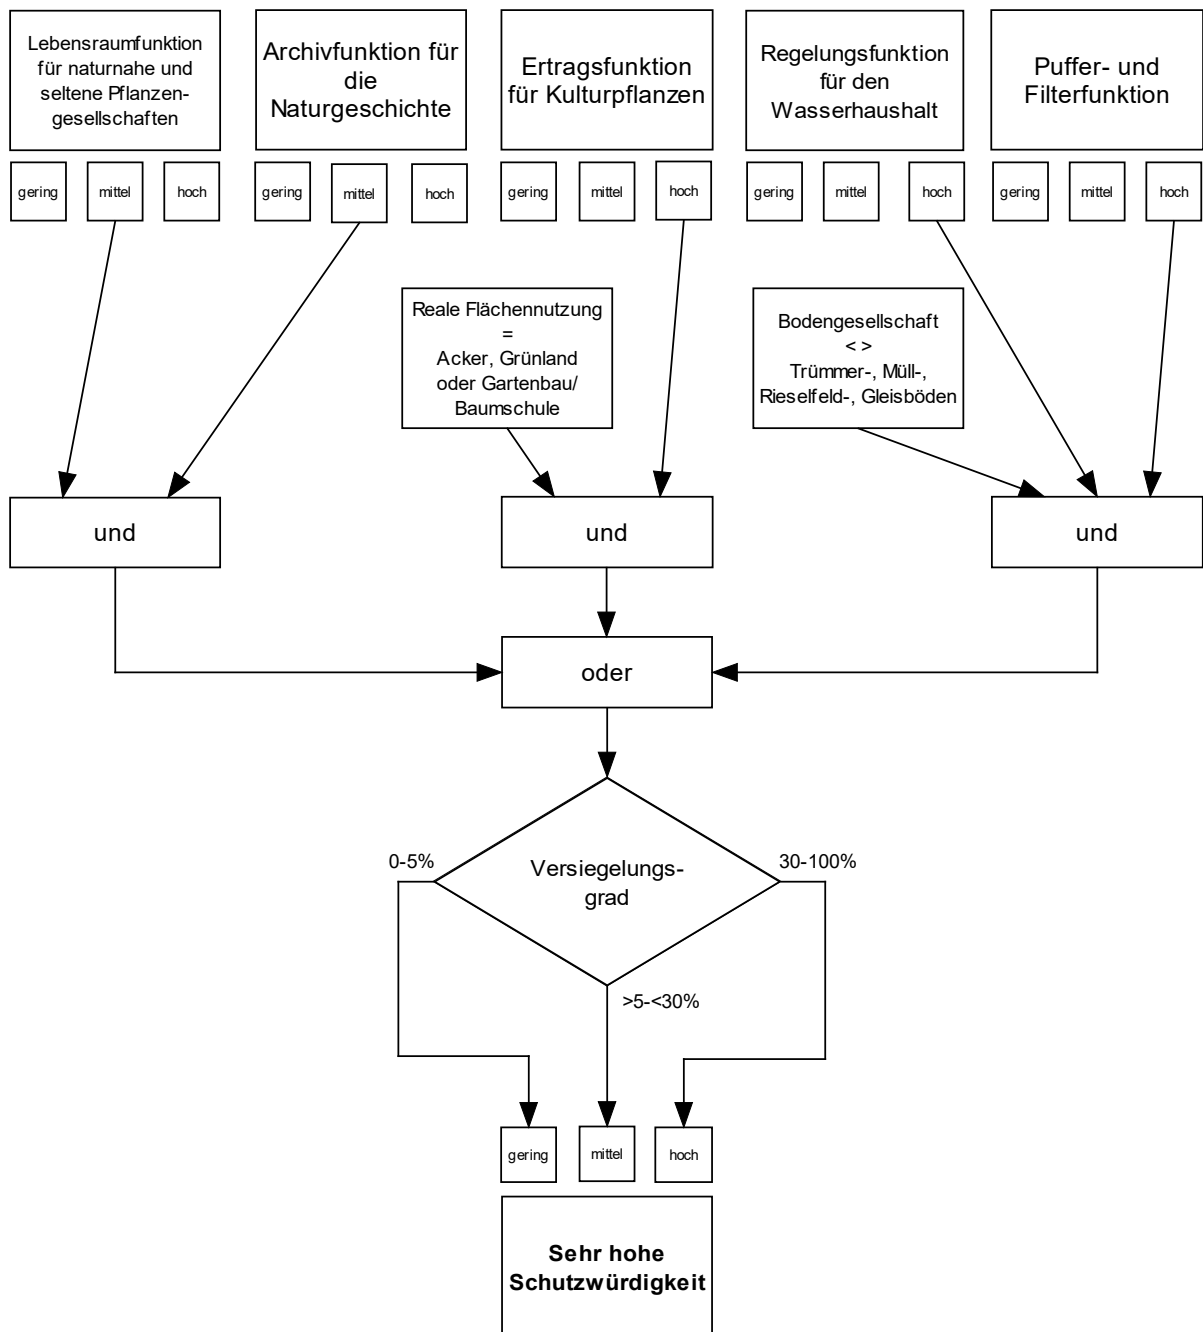 Lebensraumfunktion
für naturnahe und
seltene Pflanzen-
gesellschaften
Archivfunktion für
die
Naturgeschichte
Ertragsfunktion
für Kulturpflanzen
Regelungsfunktion
für den
Wasserhaushalt
Puffer- und
Filterfunktion
gering
mittel
hoch
gering
mittel
hoch
gering
mittel
hoch
gering
mittel
hoch
gering
mittel
hoch
Reale Flächennutzung
=
Acker, Grünland
oder Gartenbau/
Baumschule
Bodengesellschaft
< >
Trümmer-, Müll-,
Rieselfeld-, Gleisböden
und
und
und
oder
Versiegelungs-
grad
0-5%
30-100%
>5-<30%
gering
mittel
hoch
Sehr hohe
Schutzwürdigkeit